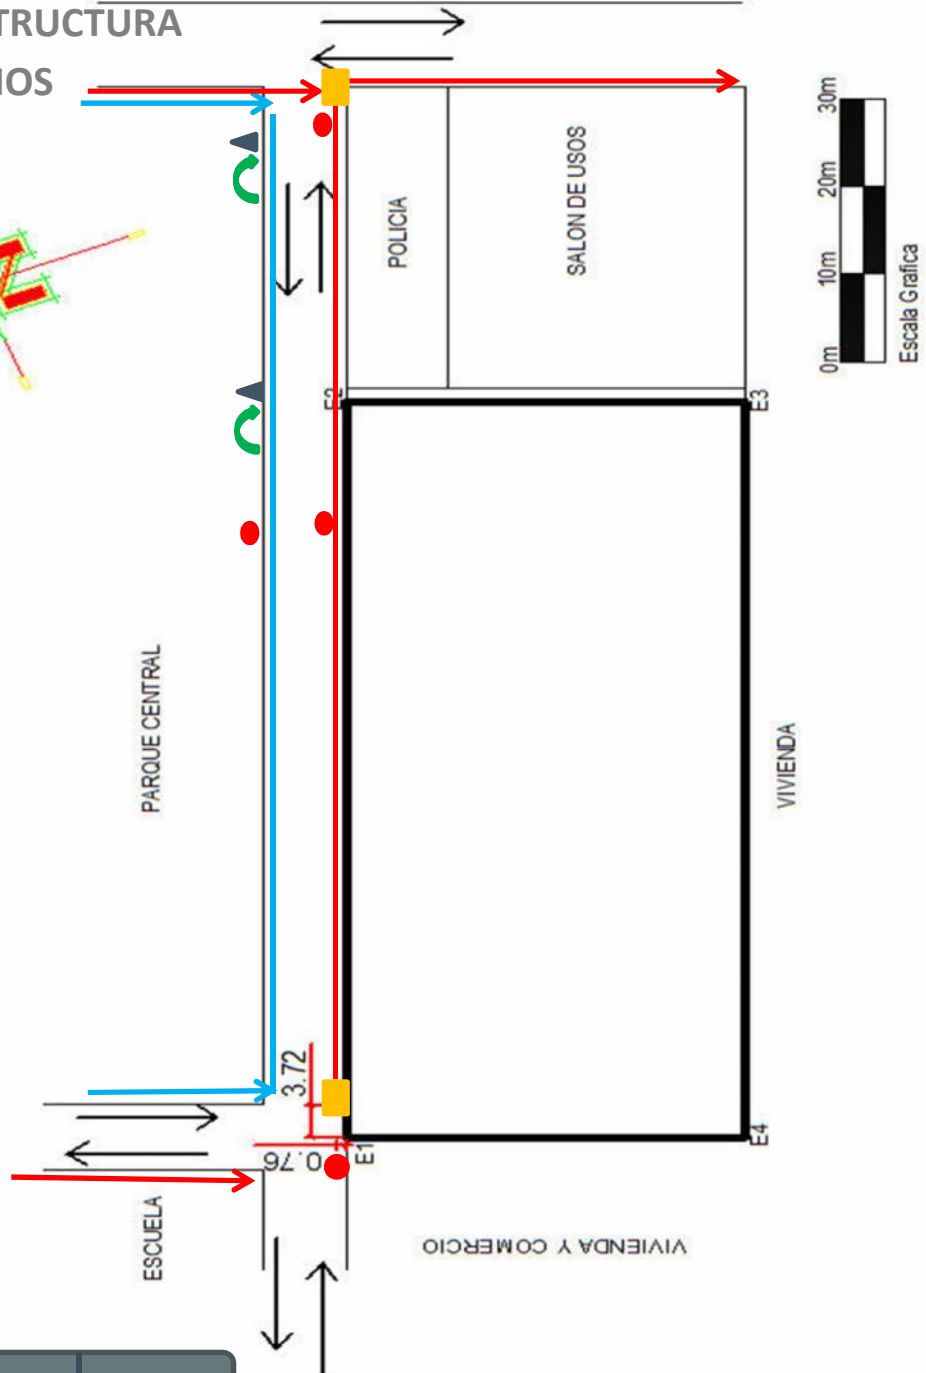 TRUCTURA
IOS
POLICIA
SALON DE USOS
30m
20m
10m
0m
Escala Grafica
E2
E3
PARQUE CENTRAL
VIVIENDA
3.72
0.76
E1
E4
ESCUELA
VIVIENDA Y COMERCIO